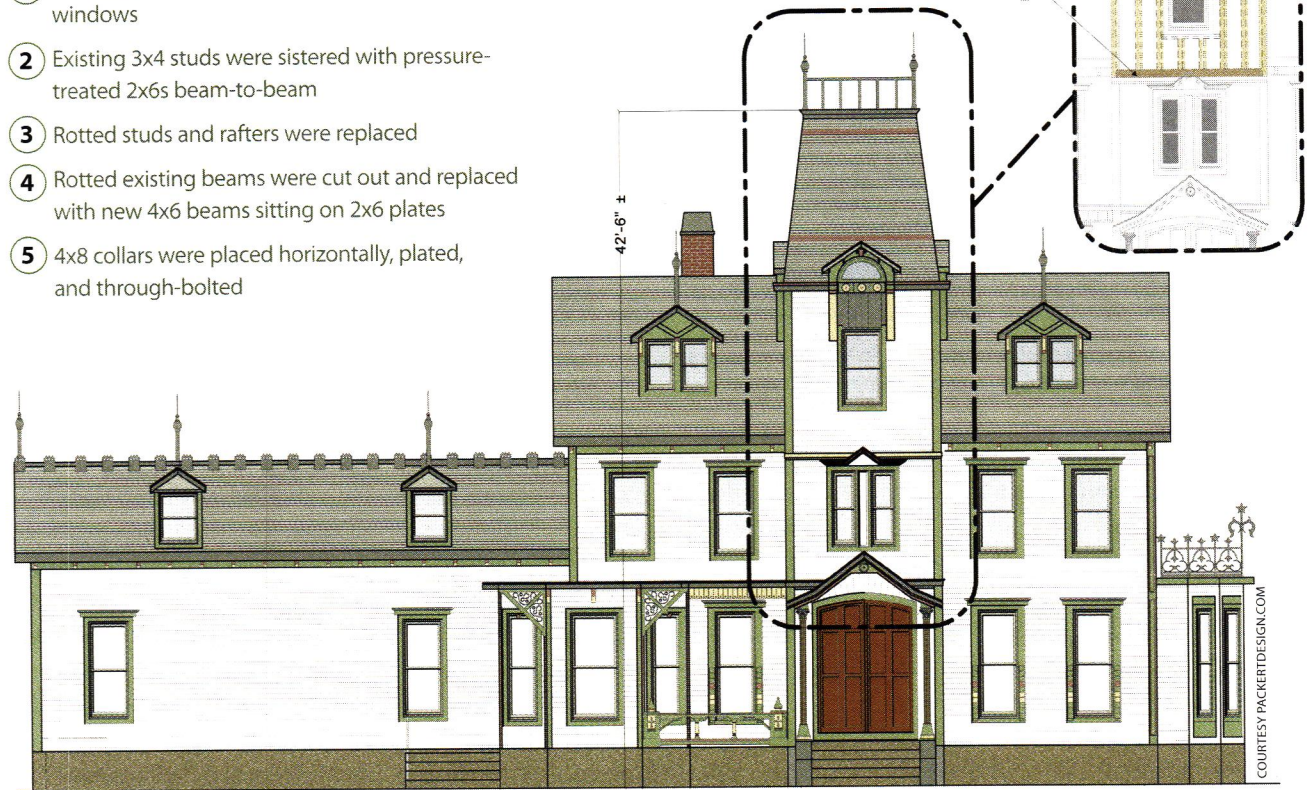 windows
2 Existing 3x4 studs were sistered with pressure-
treated 2x6s beam-to-beam
3 Rotted studs and rafters were replaced
4 Rotted existing beams were cut out and replaced
with new 4x6 beams sitting on 2x6 plates
5 4x8 collars were placed horizontally, plated,
and through-bolted
42'-6" ±
COURTESY PACKERTDESIGN.COM